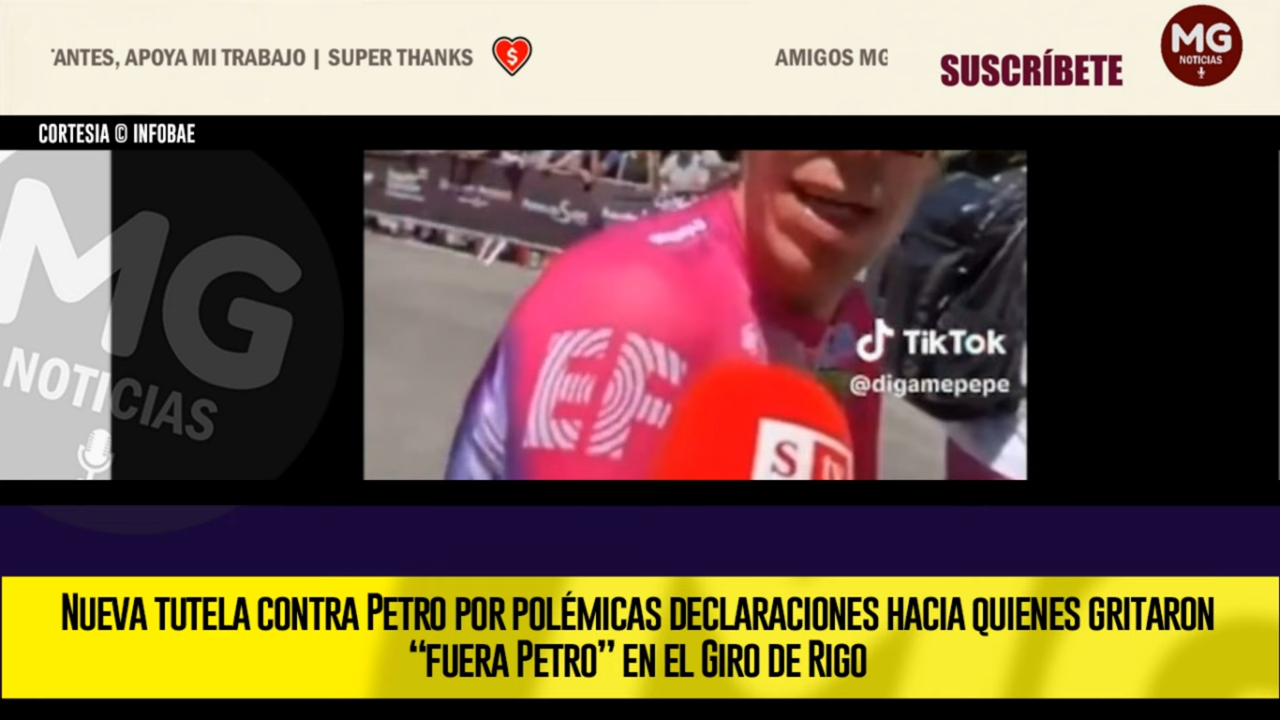 TANTES, APOYA MI TRABAJO | SUPER THANKS
AMIGOS MG
SUSCRÍBETE
MG
NOTICIAS
CORTESIA © INFOBAE
MG
NOTICIAS
EF
TikTok
@digamepepe
S
NUEVA TUTELA CONTRA PETRO POR POLÉMICAS DECLARACIONES HACIA QUIENES GRITARON
“FUERA PETRO” EN EL GIRO DE RIGO